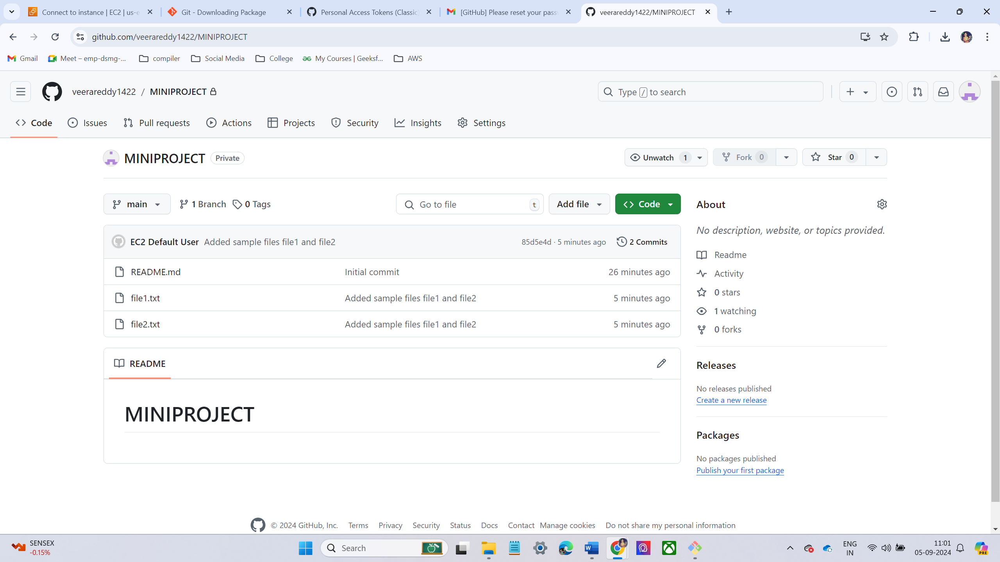 Connect to instance | EC2 | us-e
Git - Downloading Package
Personal Access Tokens (Classic)
[GitHub] Please reset your passw
veerareddy1422/MINIPROJECT
github.com/veerareddy1422/MINIPROJECT
Gmail
Meet – emp-dsmg-...
compiler
Social Media
College
My Courses | Geeksf...
AWS
veerareddy1422 / MINIPROJECT
Type / to search
Code
Issues
Pull requests
Actions
Projects
Security
Insights
Settings
MINIPROJECT Private
Unwatch 1
Fork 0
Star 0
main
1 Branch
0 Tags
Go to file t
Add file
Code
EC2 Default User Added sample files file1 and file2 85d5e4d · 5 minutes ago 2 Commits
README.md Initial commit 26 minutes ago
file1.txt Added sample files file1 and file2 5 minutes ago
file2.txt Added sample files file1 and file2 5 minutes ago
README
MINIPROJECT
About
No description, website, or topics provided.
Readme
Activity
0 stars
1 watching
0 forks
Releases
No releases published
Create a new release
Packages
No packages published
Publish your first package
© 2024 GitHub, Inc. Terms Privacy Security Status Docs Contact Manage cookies Do not share my personal information
SENSEX
-0.15%
Search
W
PRE
ENG
IN
11:01
05-09-2024